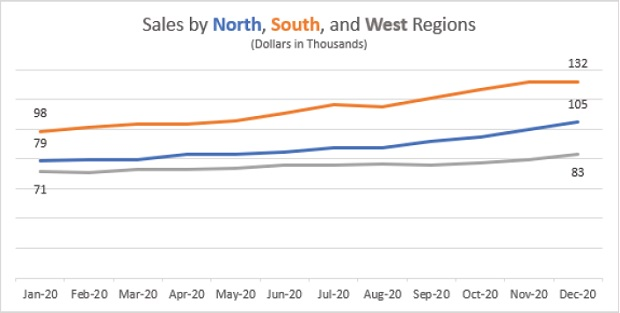 Sales by North, South, and West Regions
(Dollars in Thousands)
132
98
105
79
71
83
Jan-20 Feb-20 Mar-20 Apr-20 May-20 Jun-20 Jul-20 Aug-20 Sep-20 Oct-20 Nov-20 Dec-20